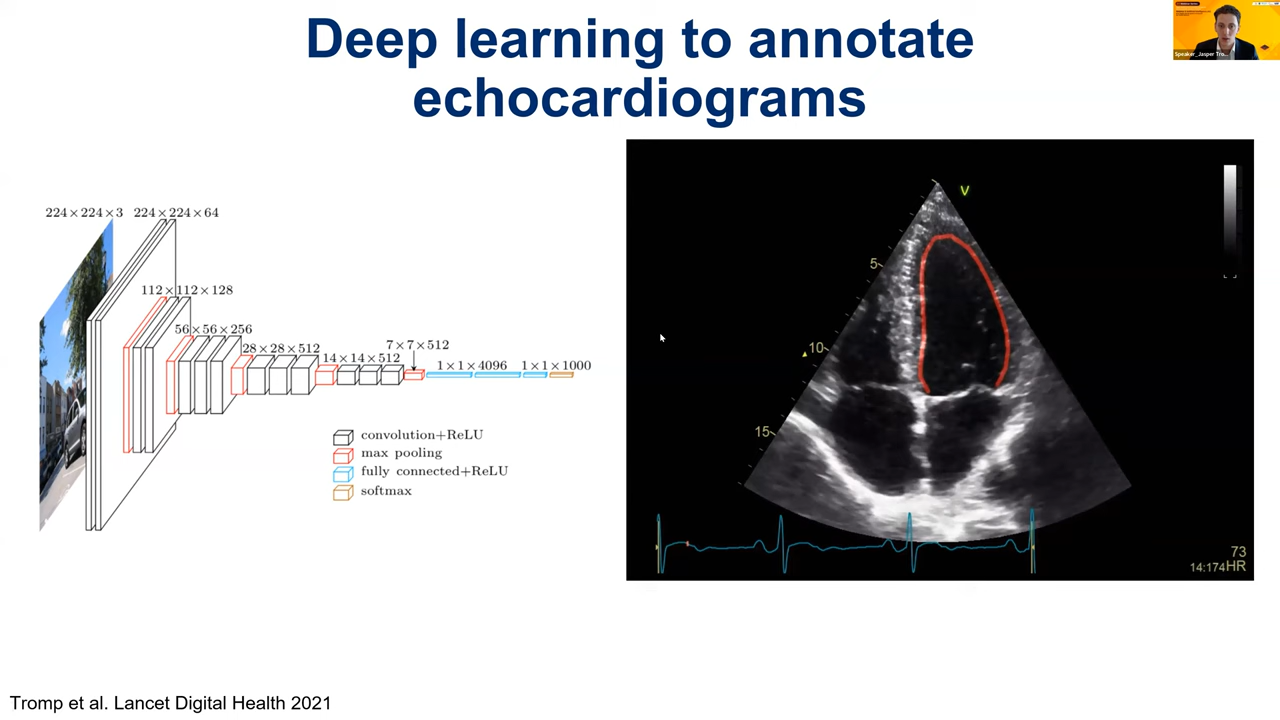 Deep learning to annotate
echocardiograms
Speaker_Jasper Tro...
224×224×3
224×224×64
112×112×128
56×56×256
28×28×512
14×14×512
7×7×512
1×1×4096
1×1×1000
convolution+ReLU
max pooling
fully connected+ReLU
softmax
V
5
10
15
73
14:174HR
Tromp et al. Lancet Digital Health 2021